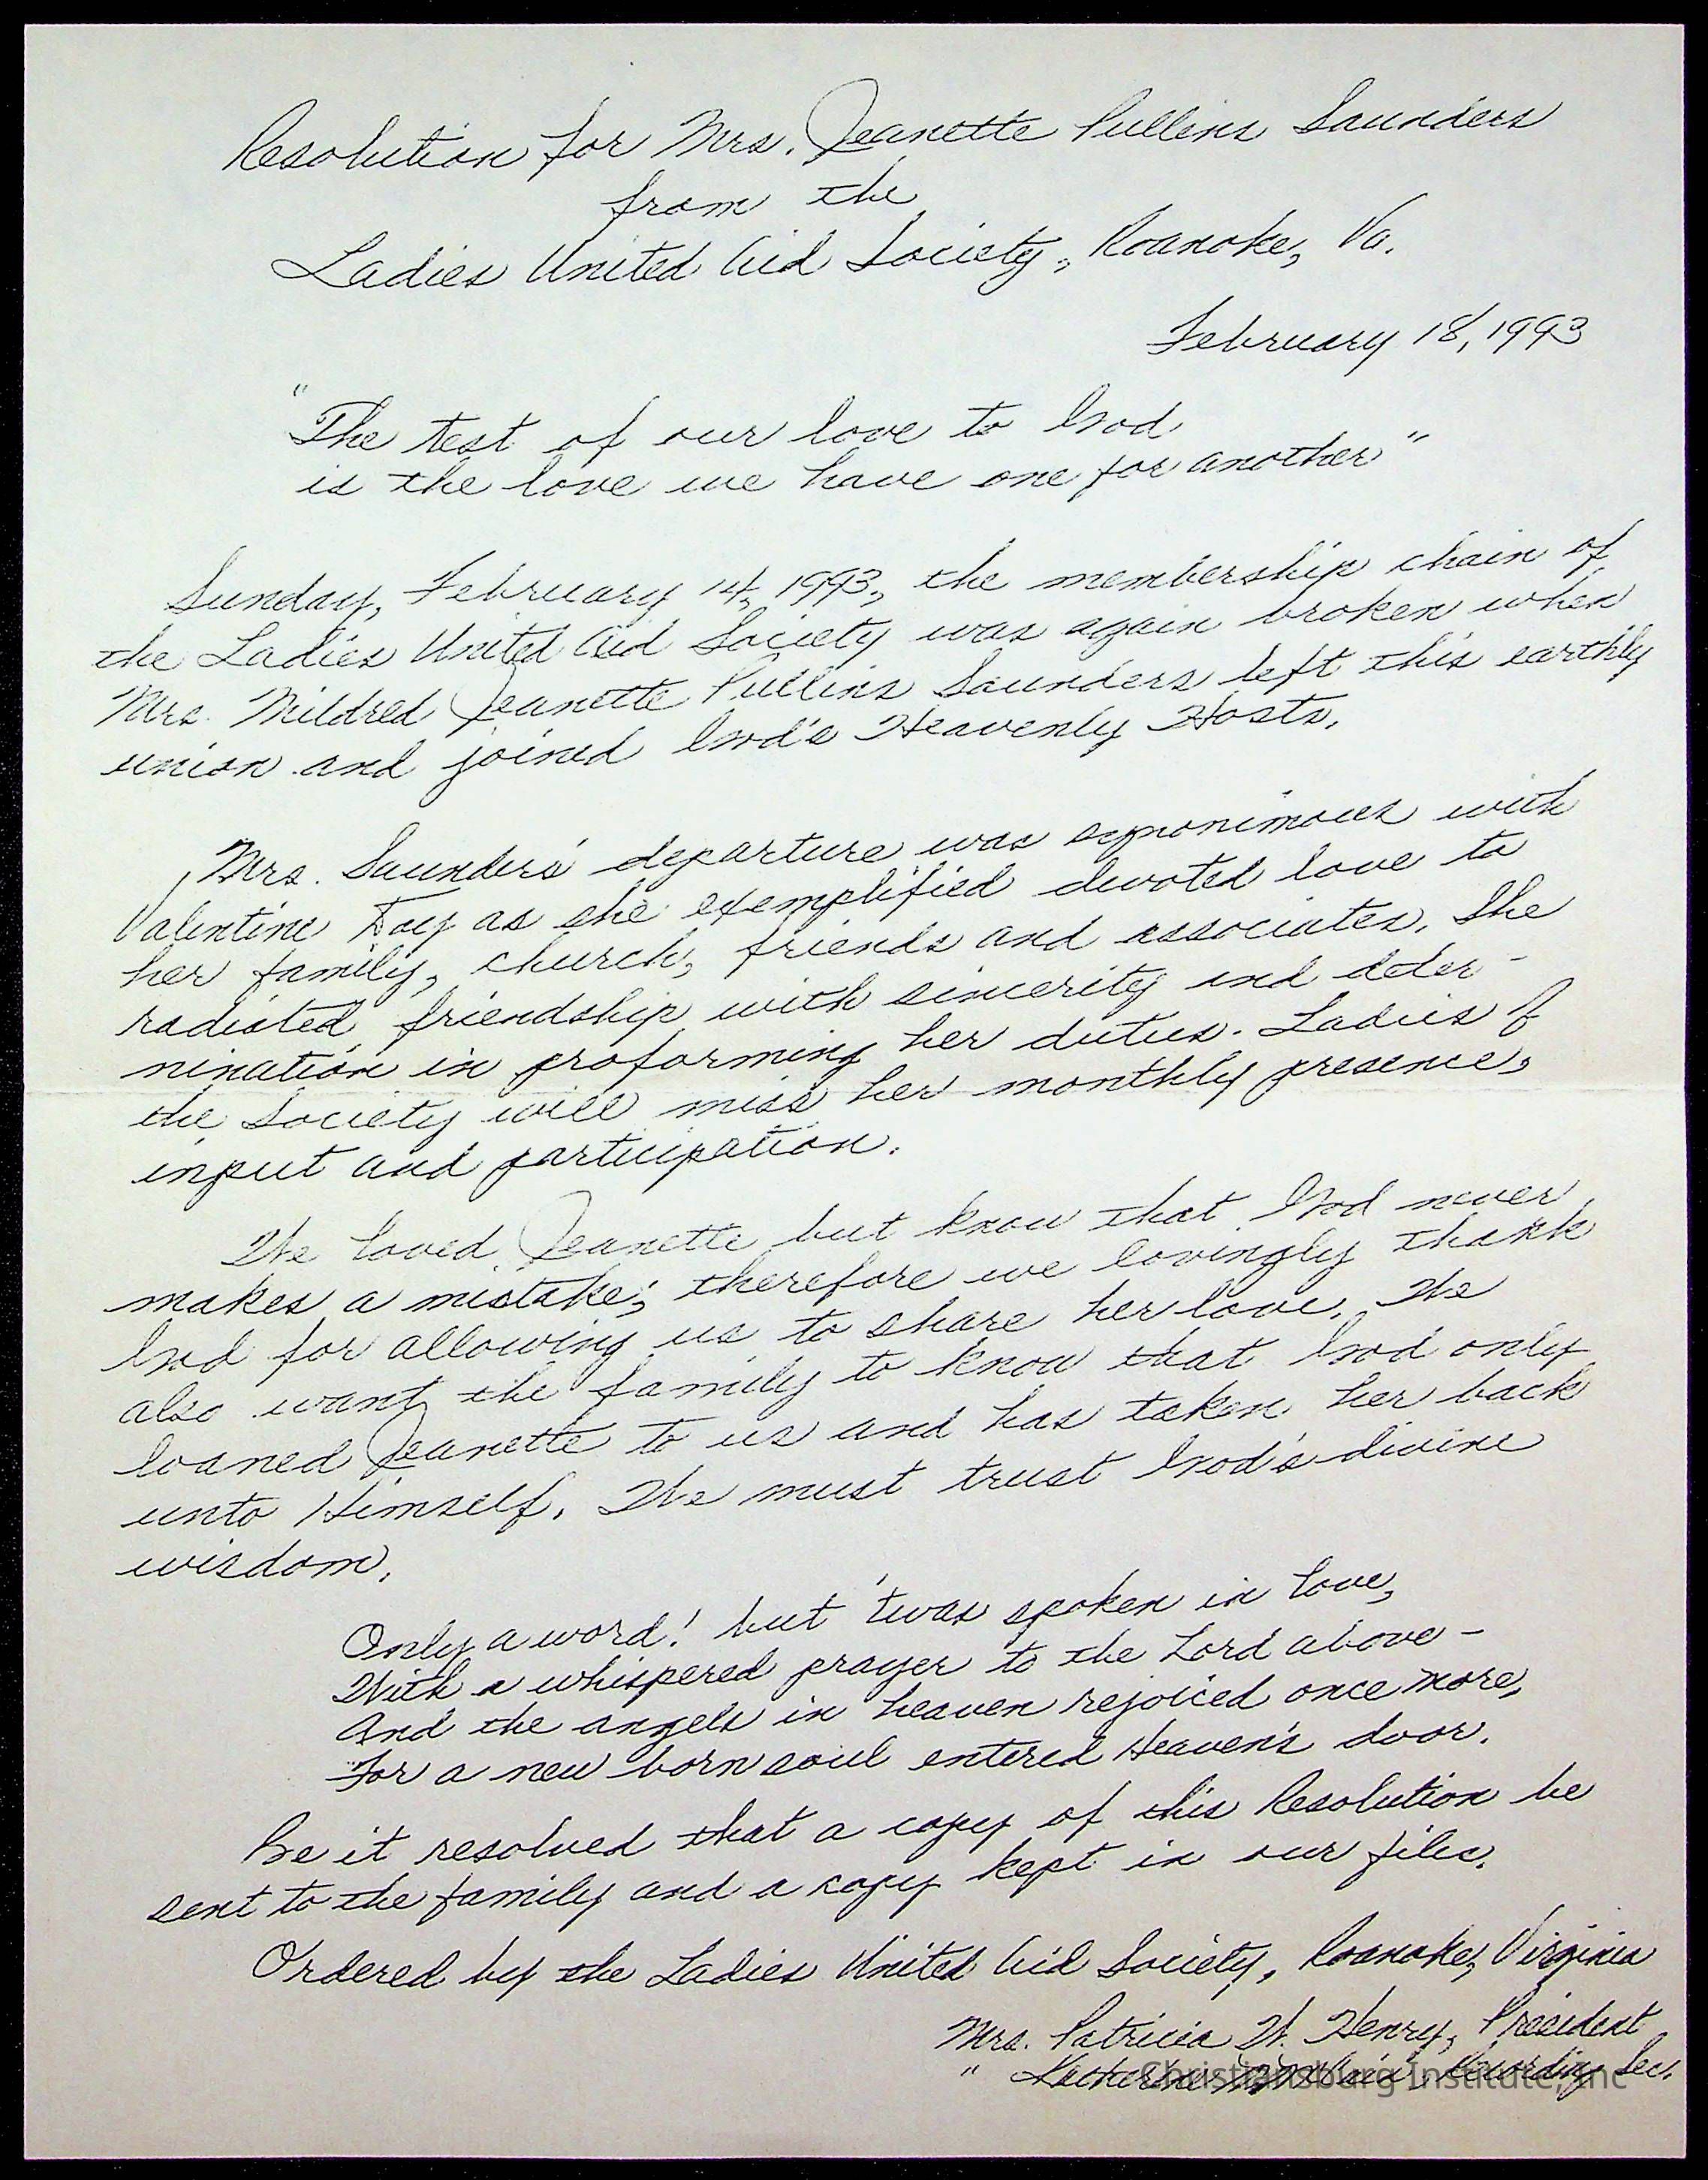 Resolution for Mrs. Jeanette Pullins Saunders
from the
Ladies United Aid Society, Roanoke, Va.
February 18, 1993
"The test of our love to God
is the love we have one for another"
Sunday, February 14, 1993, the membership chain of
the Ladies United Aid Society was again broken when
Mrs. Mildred Jeanette Pullins Saunders left this earthly
union and joined God's Heavenly Hosts.
Mrs. Saunders' departure was synonimous with
Valentine Day as she exemplified devoted love to
her family, church, friends and associates. She
radiated friendship with sincerity and deter-
nination in proforming her duties. Ladies of
the Society will miss her monthly presence,
input and participation.
We loved Jeanette but know that God never
makes a mistake; therefore we lovingly thank
God for allowing us to share her love. We
also want the family to know that God only
loaned Jeanette to us and has taken her back
unto Himself. We must trust God's divine
wisdom.
Only a word! but 'twas spoken in love,
With a whispered prayer to the Lord above -
And the angels in heaven rejoiced once more,
For a new born soul entered Heaven's door.
Be it resolved that a copy of this Resolution be
sent to the family and a copy kept in our files.
Ordered by the Ladies United Aid Society, Roanoke, Virginia
Mrs. Patricia W. Henry, President
" Katherine Recording Sec.
Christiansburg Institute, Inc